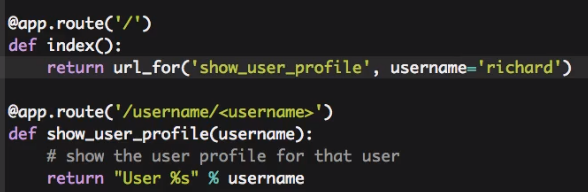 @app.route('/')
def index():
    return url_for('show_user_profile', username='richard')

@app.route('/username/<username>')
def show_user_profile(username):
    # show the user profile for that user
    return "User %s" % username